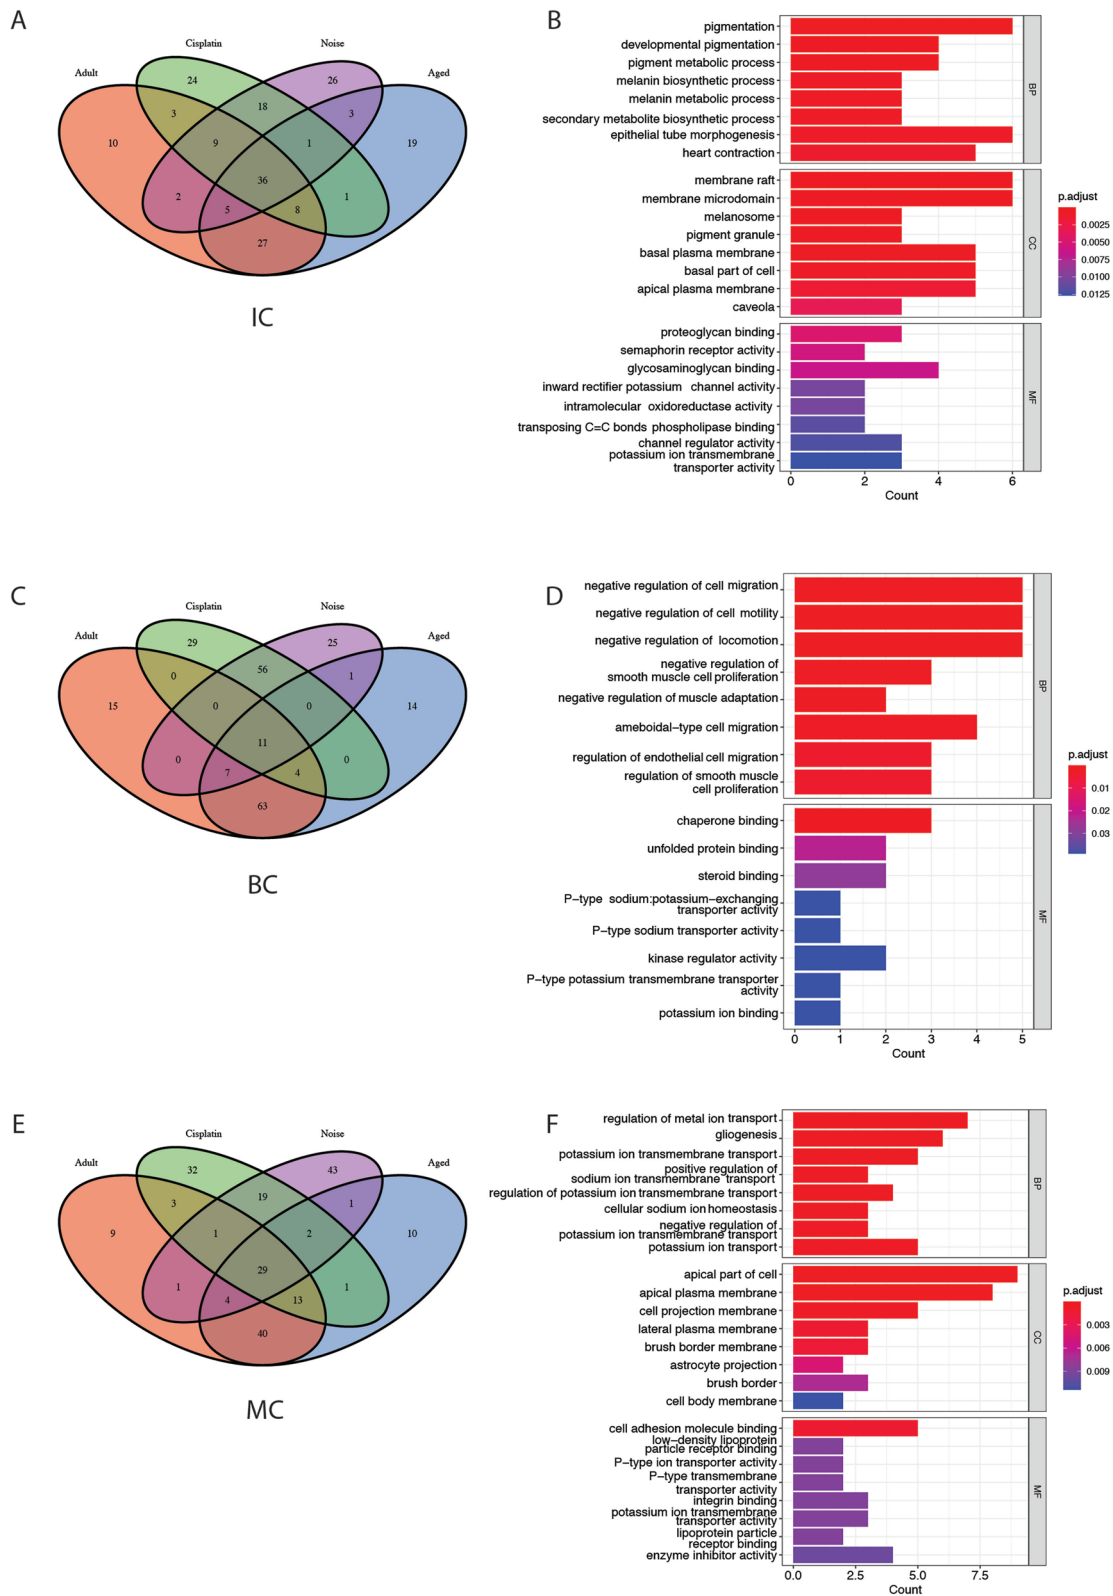 A
Cisplatin
Noise
Adult
Aged
24
26
3
18
3
10
9
1
19
36
2
5
8
1
27
IC
B
pigmentation
developmental pigmentation
pigment metabolic process
melanin biosynthetic process
melanin metabolic process
secondary metabolite biosynthetic process
epithelial tube morphogenesis
heart contraction
BP
membrane raft
membrane microdomain
melanosome
pigment granule
basal plasma membrane
basal part of cell
apical plasma membrane
caveola
CC
proteoglycan binding
semaphorin receptor activity
glycosaminoglycan binding
inward rectifier potassium channel activity
intramolecular oxidoreductase activity
transposing C=C bonds phospholipase binding
channel regulator activity
potassium ion transmembrane
transporter activity
MF
0 2 4 6
Count
p.adjust
0.0025
0.0050
0.0075
0.0100
0.0125
C
Cisplatin
Noise
Adult
Aged
29
25
0
56
1
15
0
0
14
11
0
7
4
0
63
BC
D
negative regulation of cell migration
negative regulation of cell motility
negative regulation of locomotion
negative regulation of
smooth muscle cell proliferation
negative regulation of muscle adaptation
ameboidal−type cell migration
regulation of endothelial cell migration
regulation of smooth muscle
cell proliferation
BP
chaperone binding
unfolded protein binding
steroid binding
P−type sodium:potassium−exchanging
transporter activity
P−type sodium transporter activity
kinase regulator activity
P−type potassium transmembrane transporter
activity
potassium ion binding
MF
0 1 2 3 4 5
Count
p.adjust
0.01
0.02
0.03
E
Cisplatin
Noise
Adult
Aged
32
43
3
19
1
9
1
2
10
29
1
4
13
1
40
MC
F
regulation of metal ion transport
gliogenesis
potassium ion transmembrane transport
positive regulation of
sodium ion transmembrane transport
regulation of potassium ion transmembrane transport
cellular sodium ion homeostasis
negative regulation of
potassium ion transmembrane transport
potassium ion transport
BP
apical part of cell
apical plasma membrane
cell projection membrane
lateral plasma membrane
brush border membrane
astrocyte projection
brush border
cell body membrane
CC
cell adhesion molecule binding
low−density lipoprotein
particle receptor binding
P−type ion transporter activity
P−type transmembrane
transporter activity
integrin binding
potassium ion transmembrane
transporter activity
lipoprotein particle
receptor binding
enzyme inhibitor activity
MF
0.0 2.5 5.0 7.5
Count
p.adjust
0.003
0.006
0.009